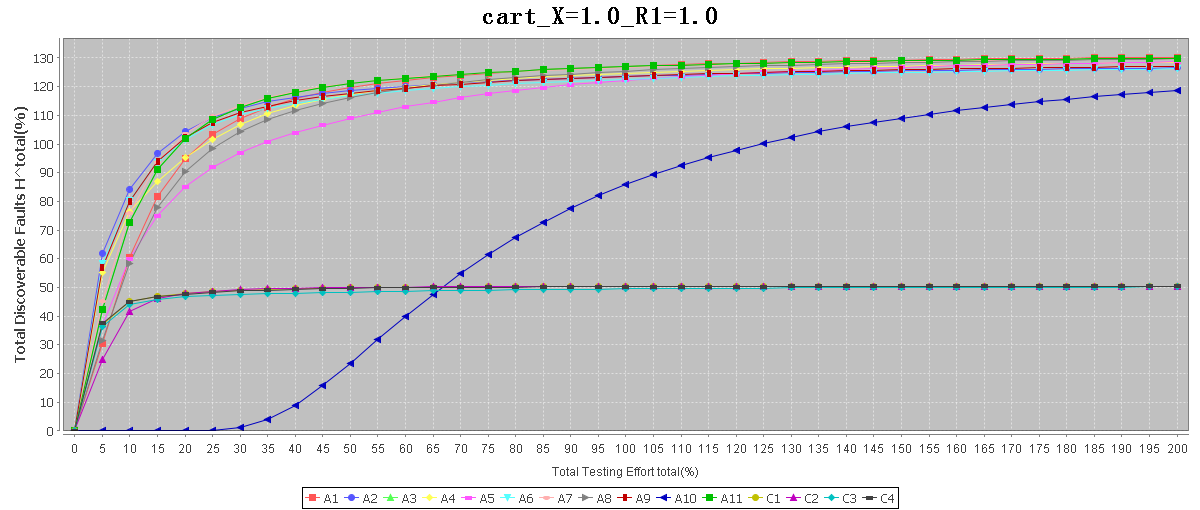 cart_X=1.0_R1=1.0
Total Discoverable Faults H^total(%)
130
120
110
100
90
80
70
60
50
40
30
20
10
0
0 5 10 15 20 25 30 35 40 45 50 55 60 65 70 75 80 85 90 95 100 105 110 115 120 125 130 135 140 145 150 155 160 165 170 175 180 185 190 195 200
Total Testing Effort total(%)
A1 A2 A3 A4 A5 A6 A7 A8 A9 A10 A11 C1 C2 C3 C4